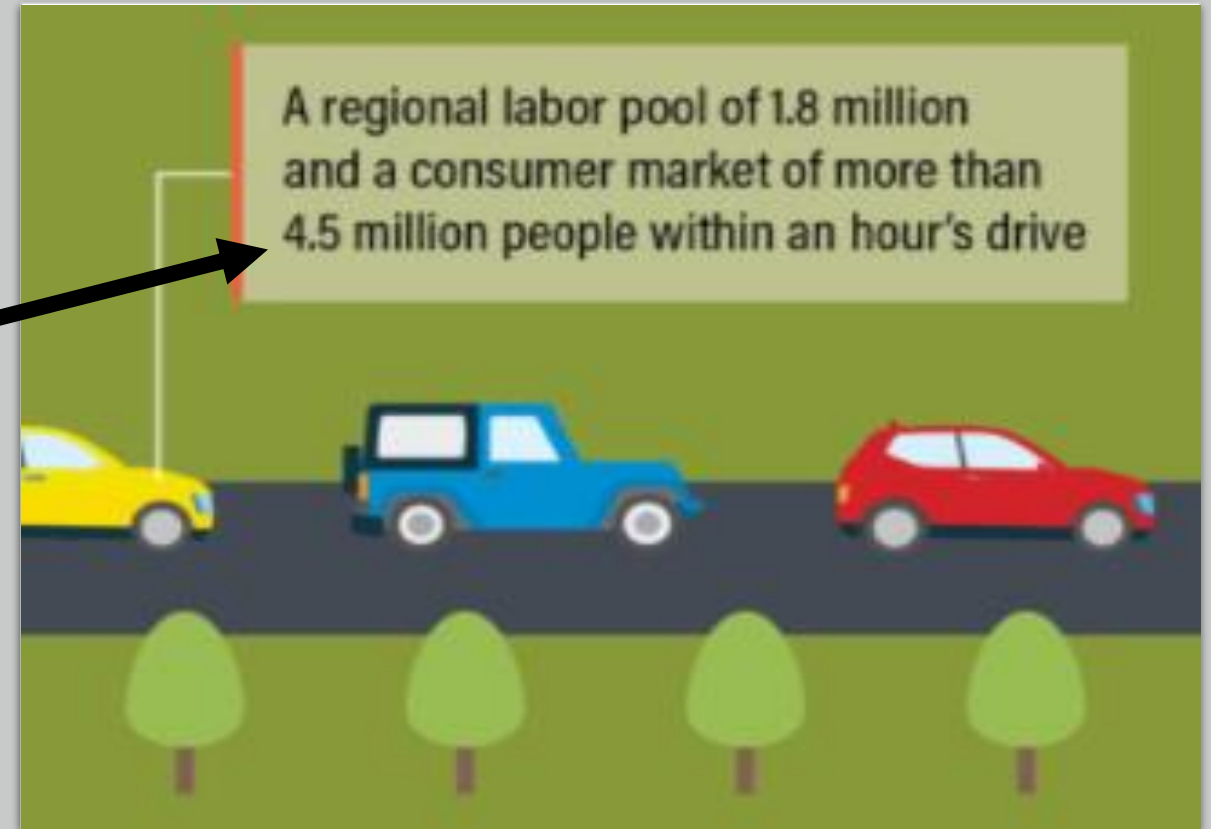 A regional labor pool of 1.8 million
and a consumer market of more than
4.5 million people within an hour's drive